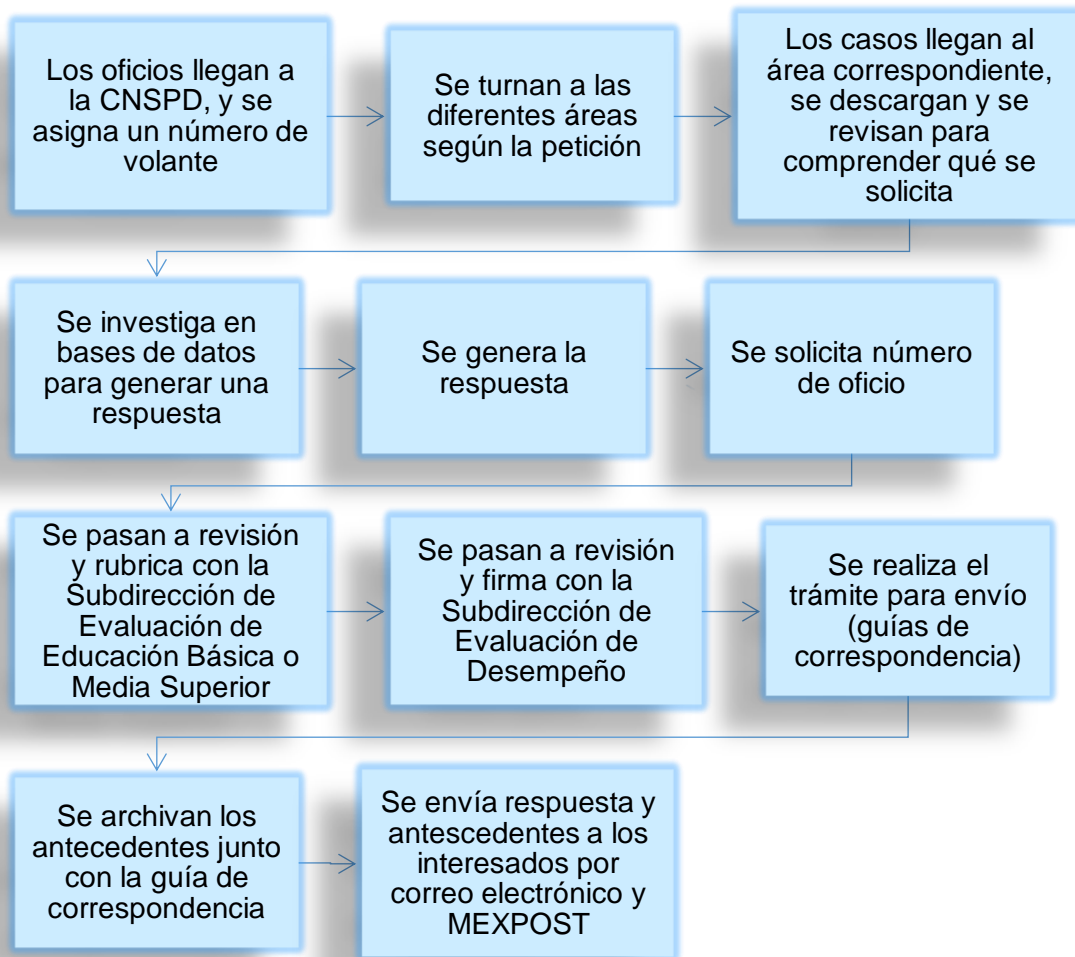 Los oficios llegan a
la CNSPD, y se
asigna un número de
volante
Se turnan a las
diferentes áreas
según la petición
Los casos llegan al
área correspondiente,
se descargan y se
revisan para
comprender qué se
solicita
Se investiga en
bases de datos
para generar una
respuesta
Se genera la
respuesta
Se solicita número
de oficio
Se pasan a revisión
y rubrica con la
Subdirección de
Evaluación de
Educación Básica o
Media Superior
Se pasan a revisión
y firma con la
Subdirección de
Evaluación de
Desempeño
Se realiza el
trámite para envío
(guías de
correspondencia)
Se archivan los
antecedentes junto
con la guía de
correspondencia
Se envía respuesta y
antescedentes a los
interesados por
correo electrónico y
MEXPOST